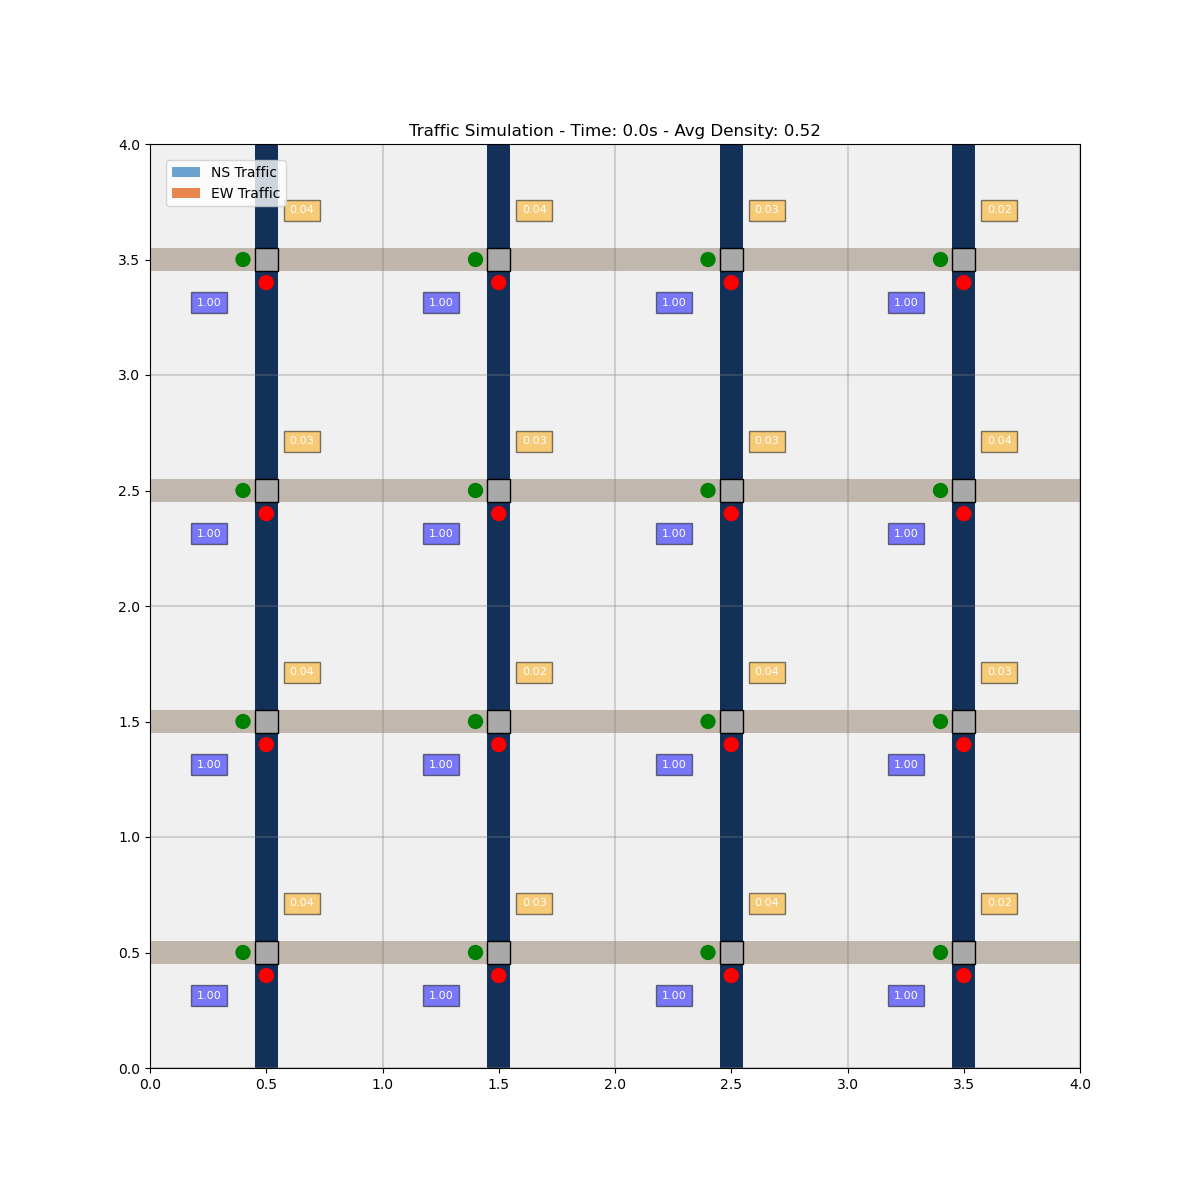 Traffic Simulation - Time: 0.0s - Avg Density: 0.52
4.0
NS Traffic
EW Traffic
0.04 0.04 0.03 0.02
3.5
1.00 1.00 1.00 1.00
3.0
0.03 0.03 0.03 0.04
2.5
1.00 1.00 1.00 1.00
2.0
0.04 0.02 0.04 0.03
1.5
1.00 1.00 1.00 1.00
1.0
0.04 0.03 0.04 0.02
0.5
1.00 1.00 1.00 1.00
0.0
0.0 0.5 1.0 1.5 2.0 2.5 3.0 3.5 4.0